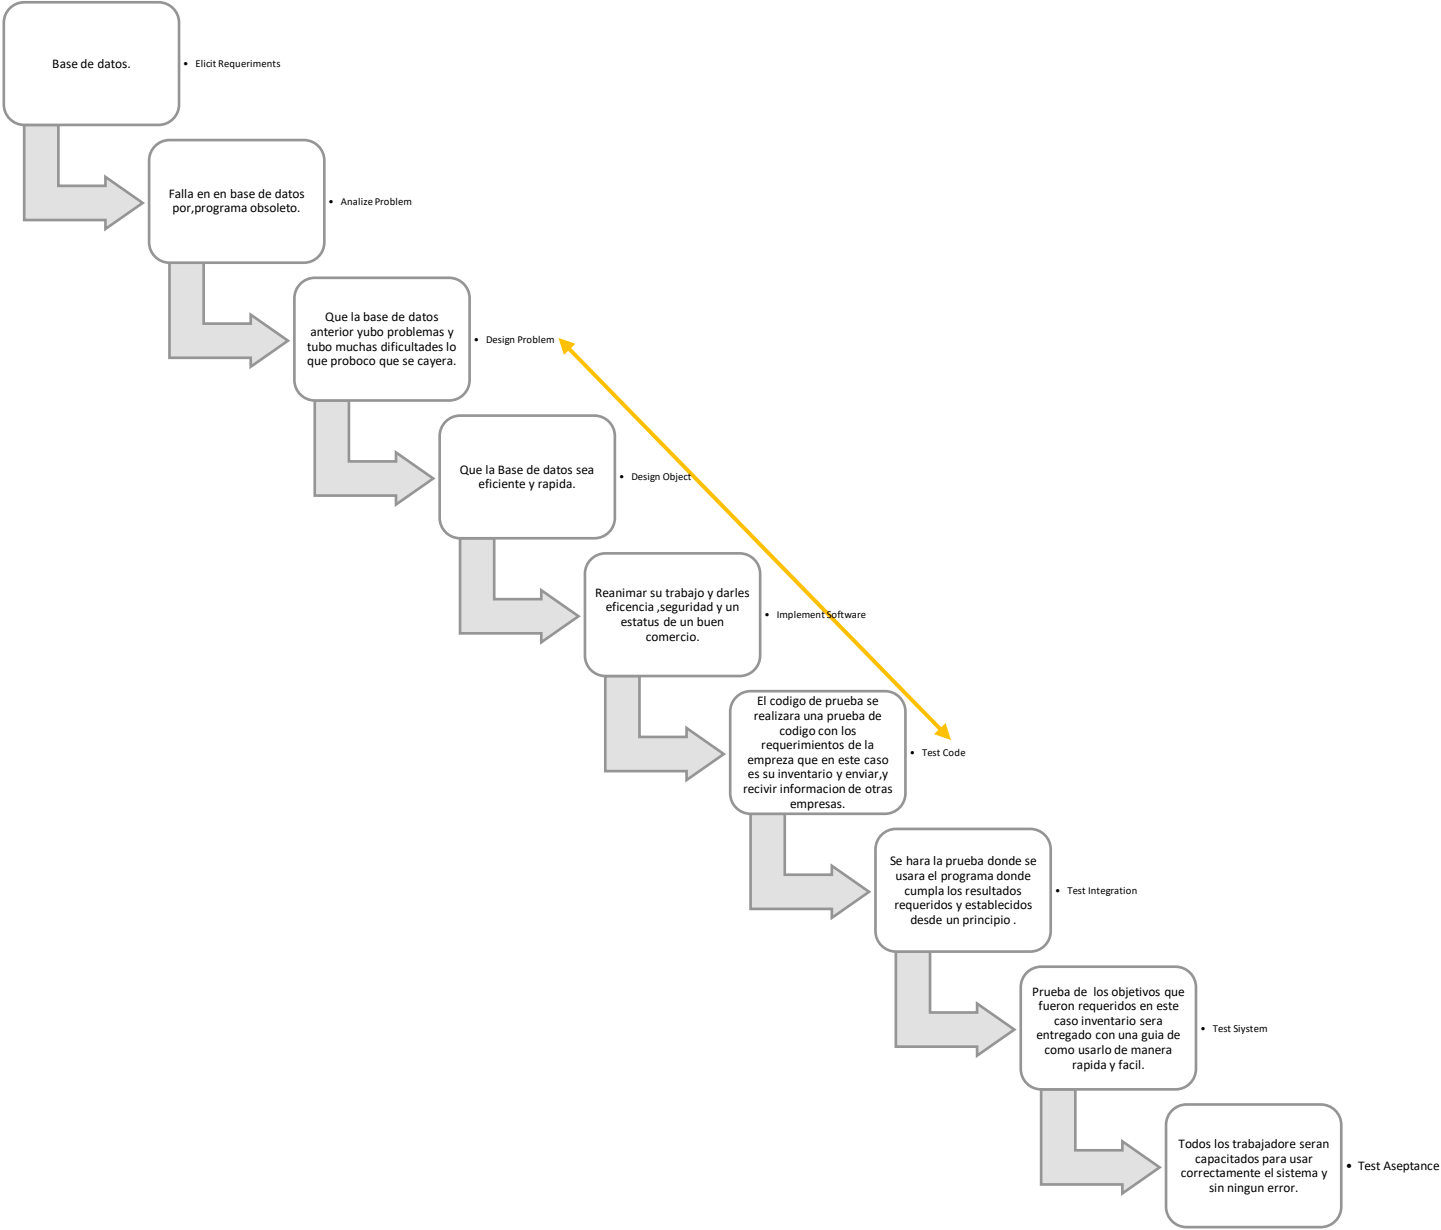 Base de datos.
• Elicit Requeriments
Falla en en base de datos
por,programa obsoleto.
• Analize Problem
Que la base de datos
anterior yubo problemas y
tubo muchas dificultades lo
que proboco que se cayera.
• Design Problem
Que la Base de datos sea
eficiente y rapida.
• Design Object
Reanimar su trabajo y darles
eficencia ,seguridad y un
estatus de un buen
comercio.
• Implement Software
El codigo de prueba se
realizara una prueba de
codigo con los
requerimientos de la
empreza que en este caso
es su inventario y enviar,y
recivir informacion de otras
empresas.
• Test Code
Se hara la prueba donde se
usara el programa donde
cumpla los resultados
requeridos y establecidos
desde un principio .
• Test Integration
Prueba de  los objetivos que
fueron requeridos en este
caso inventario sera
entregado con una guia de
como usarlo de manera
rapida y facil.
• Test Siystem
Todos los trabajadore seran
capacitados para usar
correctamente el sistema y
sin ningun error.
• Test Aseptance